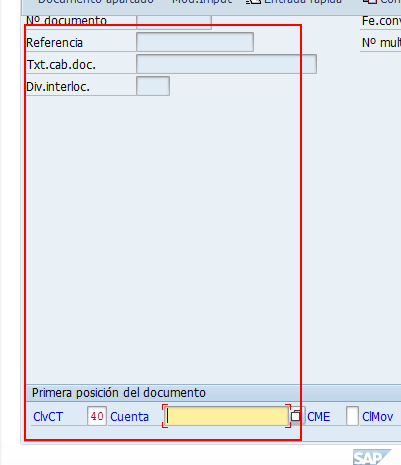 Documento aparcado Mod.imput Entrada rápida
Nº documento Fe.conv
Referencia Nº mult
Txt.cab.doc.
Div.interloc.
Primera posición del documento
ClvCT 40 Cuenta CME ClMov
SAP